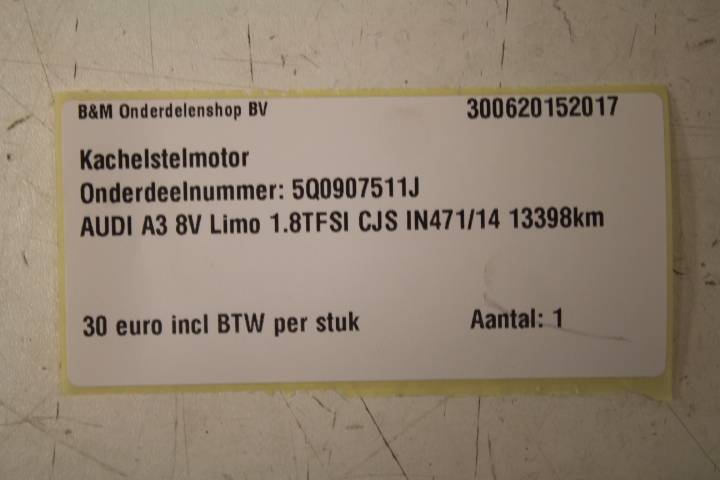 B&M Onderdelenshop BV 300620152017
Kachelstelmotor
Onderdeelnummer: 5Q0907511J
AUDI A3 8V Limo 1.8TFSI CJS IN471/14 13398km
30 euro incl BTW per stuk Aantal: 1